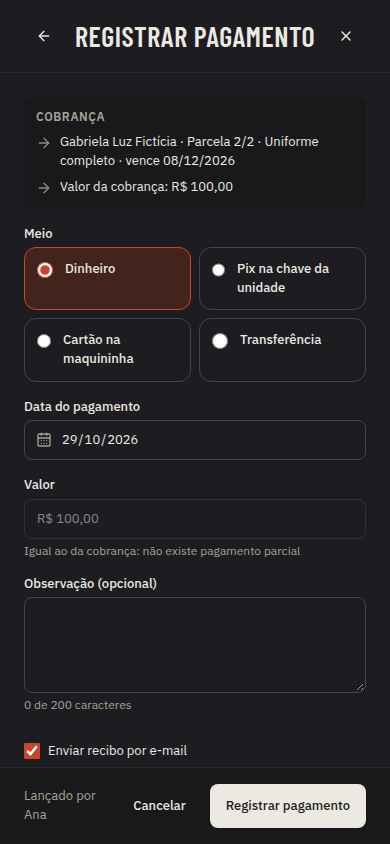 REGISTRAR PAGAMENTO
COBRANÇA
Gabriela Luz Fictícia · Parcela 2/2 · Uniforme
completo · vence 08/12/2026
Valor da cobrança: R$ 100,00
Meio
Dinheiro
Pix na chave da
unidade
Cartão na
maquininha
Transferência
Data do pagamento
29/10/2026
Valor
R$ 100,00
Igual ao da cobrança: não existe pagamento parcial
Observação (opcional)
0 de 200 caracteres
Enviar recibo por e-mail
Lançado por
Ana
Cancelar
Registrar pagamento